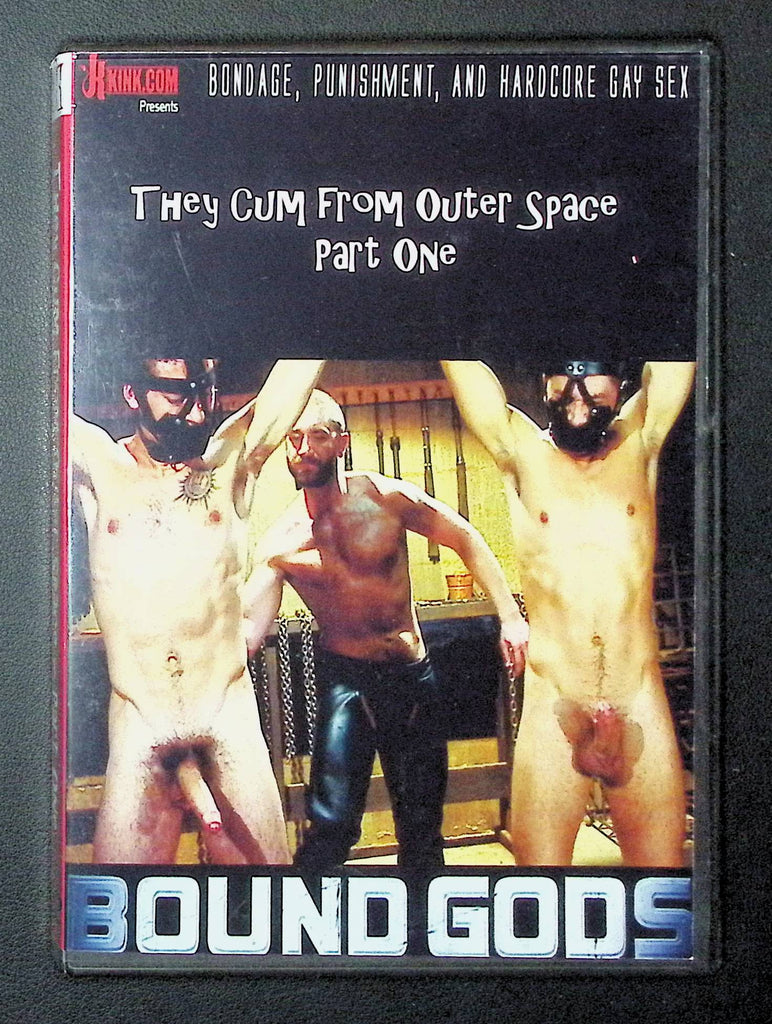 KINK.COM
Presents
BONDAGE, PUNISHMENT, AND HARDCORE GAY SEX
THey CUM FroM Outer Space
Part ONe
BOUND GODS